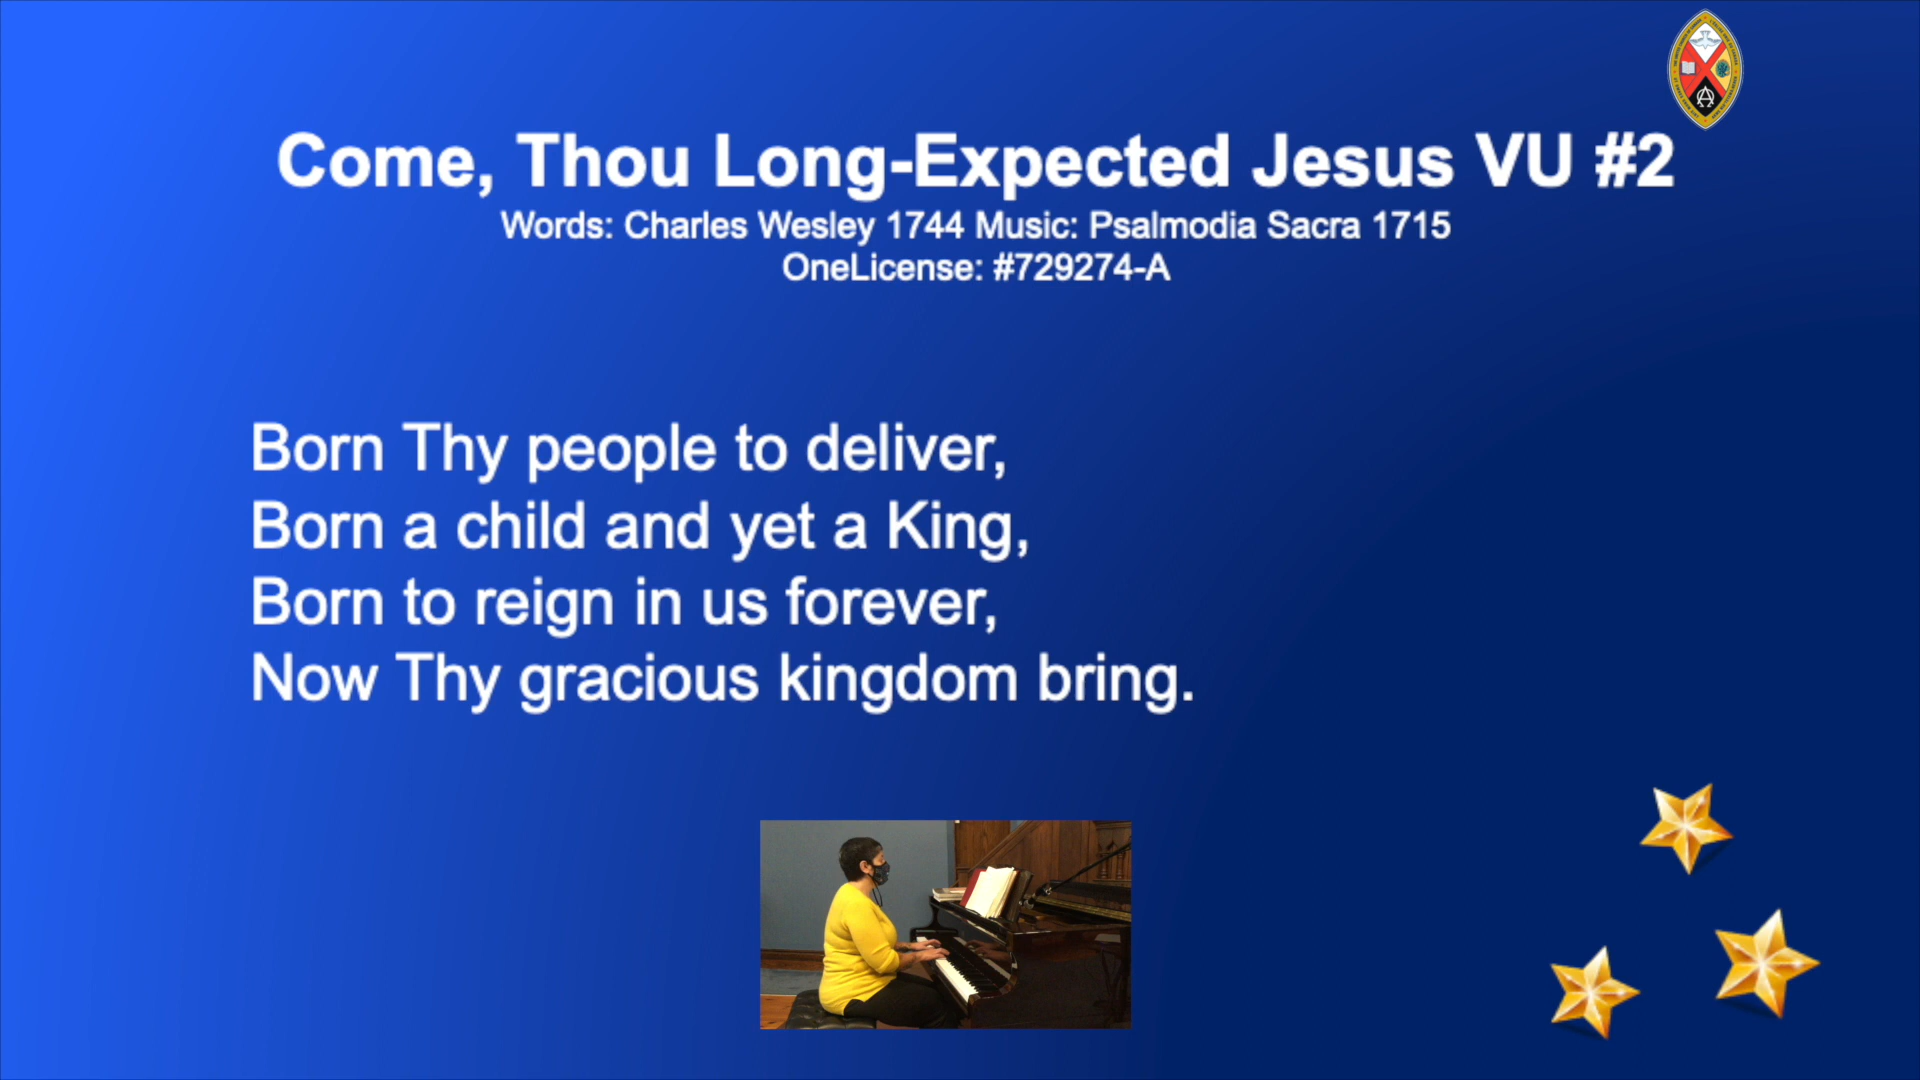 Come, Thou Long-Expected Jesus VU #2
Words: Charles Wesley 1744 Music: Psalmodia Sacra 1715
OneLicense: #729274-A
Born Thy people to deliver,
Born a child and yet a King,
Born to reign in us forever,
Now Thy gracious kingdom bring.